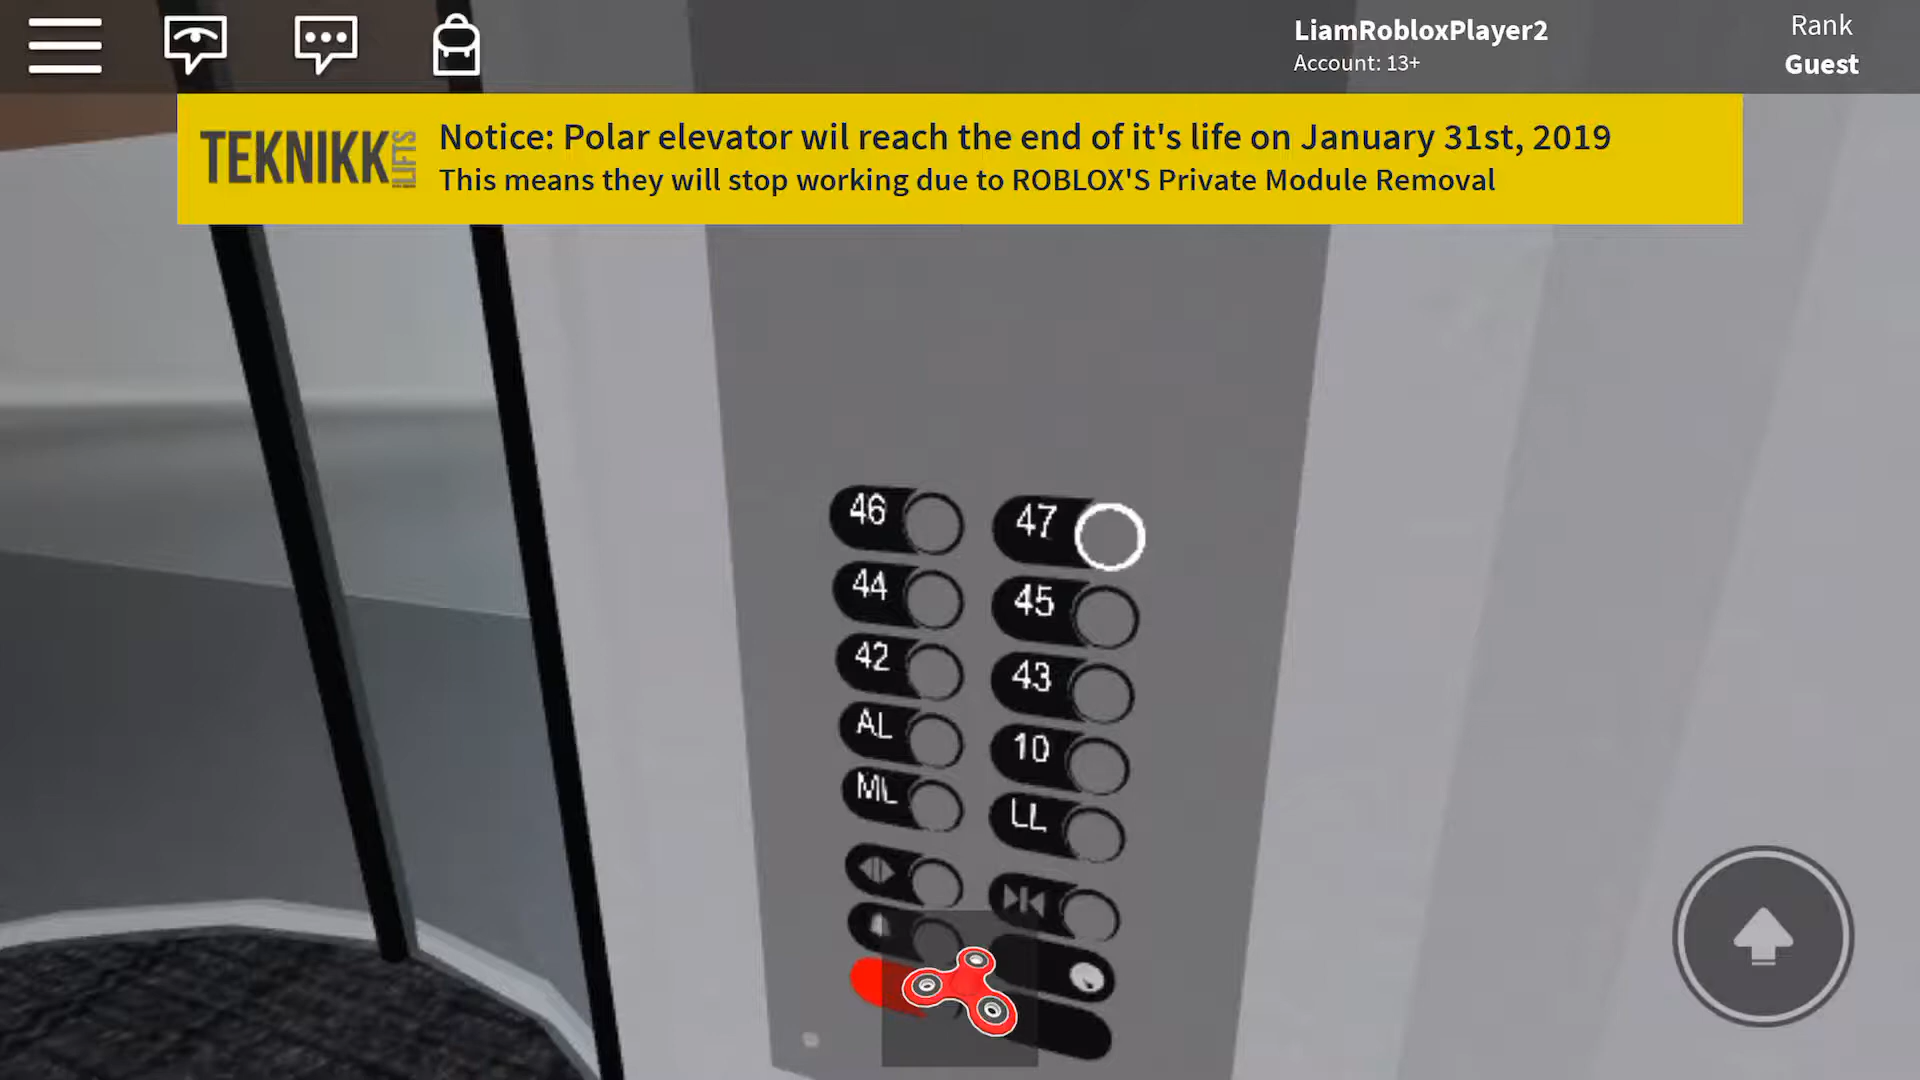 LiamRobloxPlayer2
Account: 13+
Rank
Guest
TEKNIKK LIFTS
Notice: Polar elevator wil reach the end of it's life on January 31st, 2019
This means they will stop working due to ROBLOX'S Private Module Removal
46 47
44 45
42 43
AL 10
ML LL